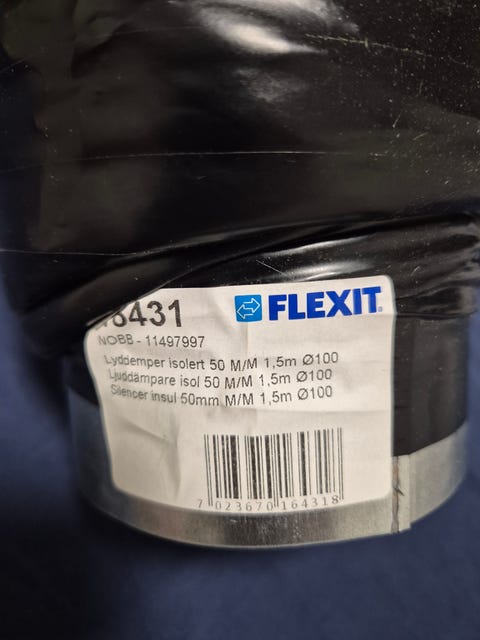 FLEXIT
NOBB - 11497997
Lyddemper isolert 50 M/M 1,5m Ø100
Ljuddämpare isol 50 M/M 1,5m Ø100
Silencer insul 50mm M/M 1,5m Ø100
7 023670 164318